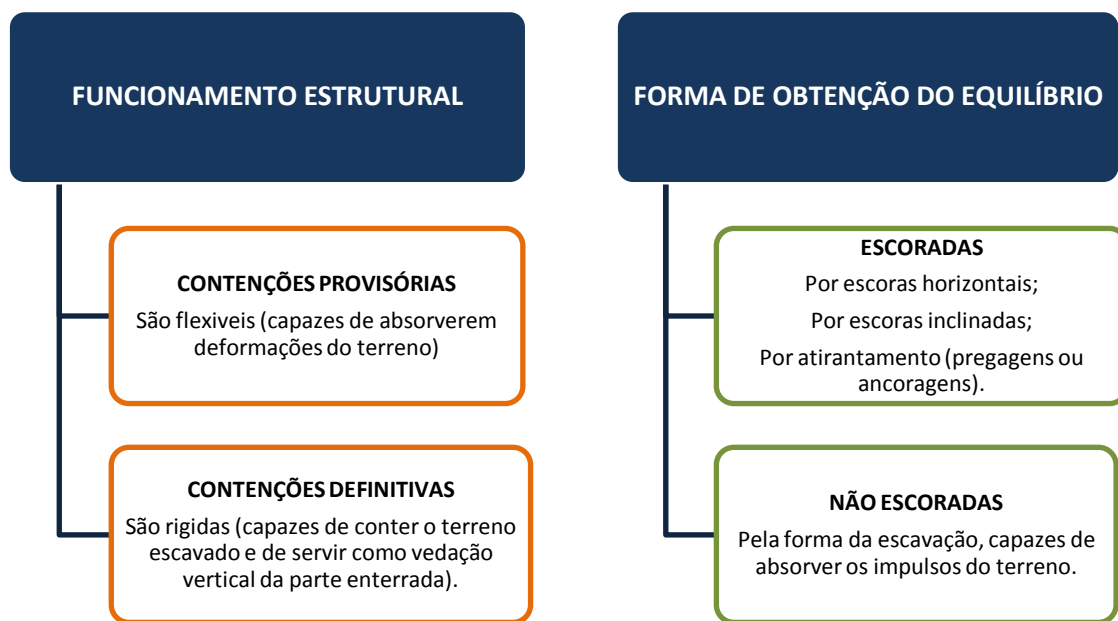 FUNCIONAMENTO ESTRUTURAL
CONTENÇÕES PROVISÓRIAS
São flexiveis (capazes de absorverem
deformações do terreno)
CONTENÇÕES DEFINITIVAS
São rigidas (capazes de conter o terreno
escavado e de servir como vedação
vertical da parte enterrada).
FORMA DE OBTENÇÃO DO EQUILÍBRIO
ESCORADAS
Por escoras horizontais;
Por escoras inclinadas;
Por atirantamento (pregagens ou
ancoragens).
NÃO ESCORADAS
Pela forma da escavação, capazes de
absorver os impulsos do terreno.